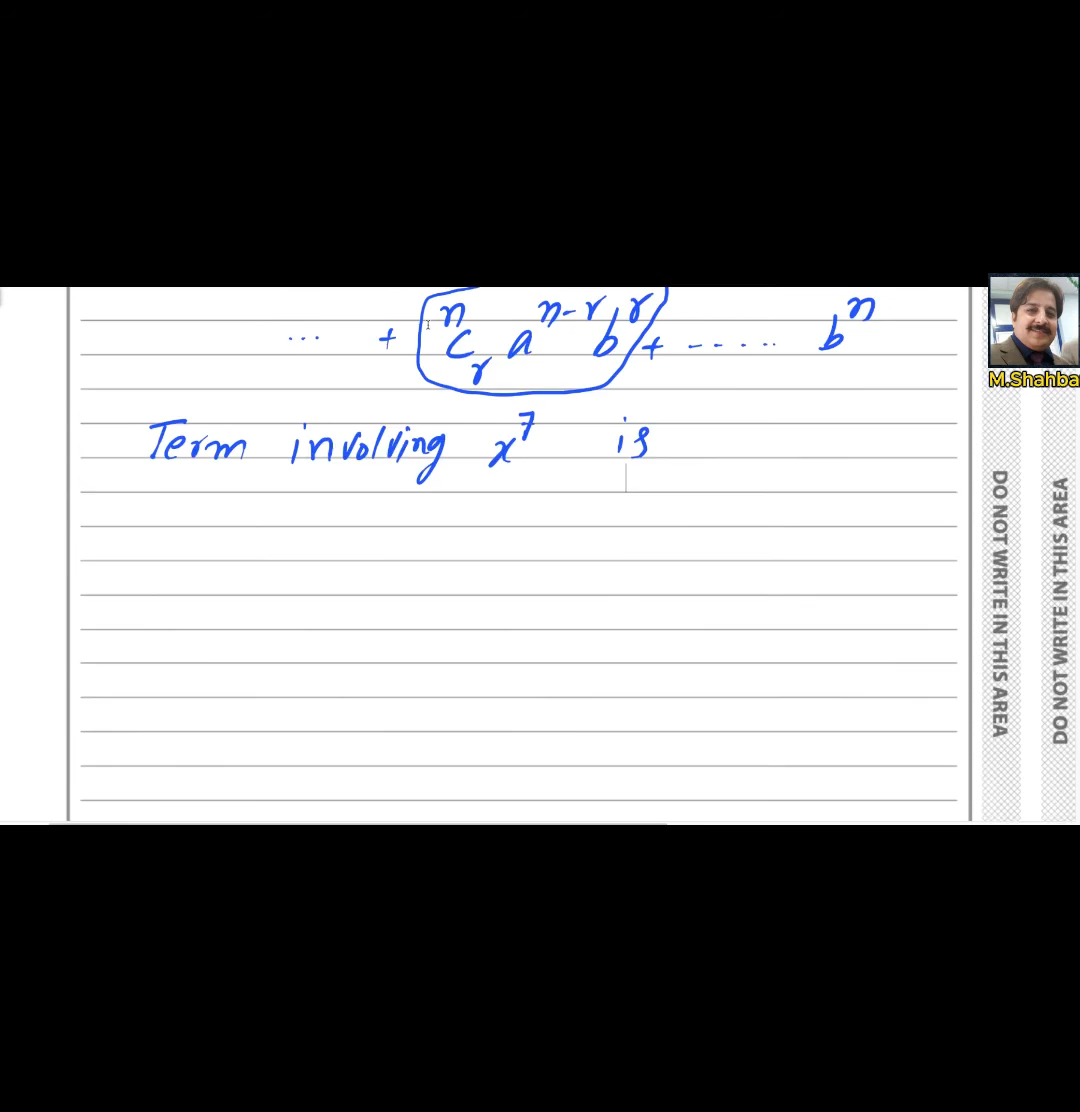 ... + ⁿCᵣ aⁿ⁻ʳ bʳ + ------ bⁿ
Term involving x⁷ is
M.Shahba
DO NOT WRITE IN THIS AREA
DO NOT WRITE IN THIS AREA